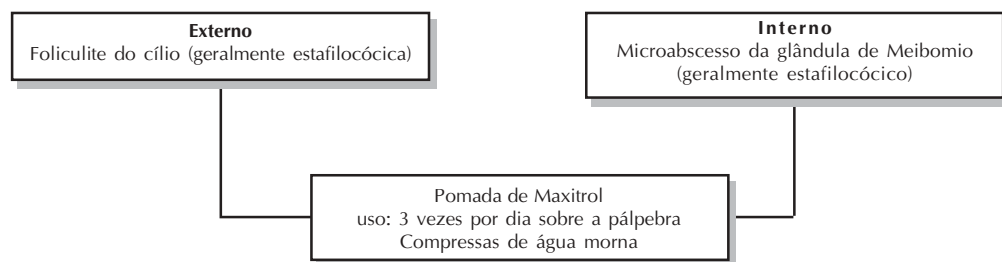 Externo
Foliculite do cílio (geralmente estafilocócica)
Interno
Microabscesso da glândula de Meibomio
(geralmente estafilocócico)
Pomada de Maxitrol
uso: 3 vezes por dia sobre a pálpebra
Compressas de água morna